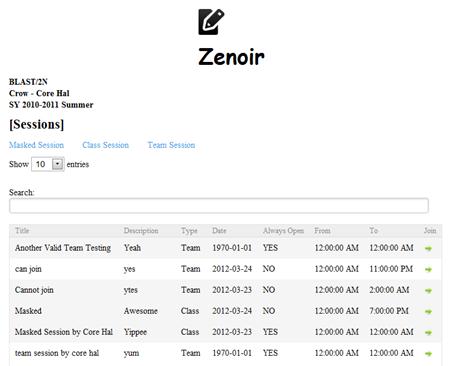 Zenoir
BLAST/2N
Crow - Core Hal
SY 2010-2011 Summer
[Sessions]
Masked Session Class Session Team Session
Show 10 entries
Search:
Title Description Type Date Always Open From To Join
Another Valid Team Testing Yeah Team 1970-01-01 YES 12:00:00 AM 12:00:00 AM
can join yes Team 2012-03-24 NO 12:00:00 AM 11:00:00 PM
Cannot join ytes Team 2012-03-23 NO 12:00:00 AM 2:00:00 AM
Masked Awesome Class 2012-03-24 NO 12:00:00 AM 7:00:00 PM
Masked Session by Core Hal Yippee Class 2012-03-23 YES 12:00:00 AM 12:00:00 AM
team session by core hal yum Team 1970-01-01 YES 12:00:00 AM 12:00:00 AM